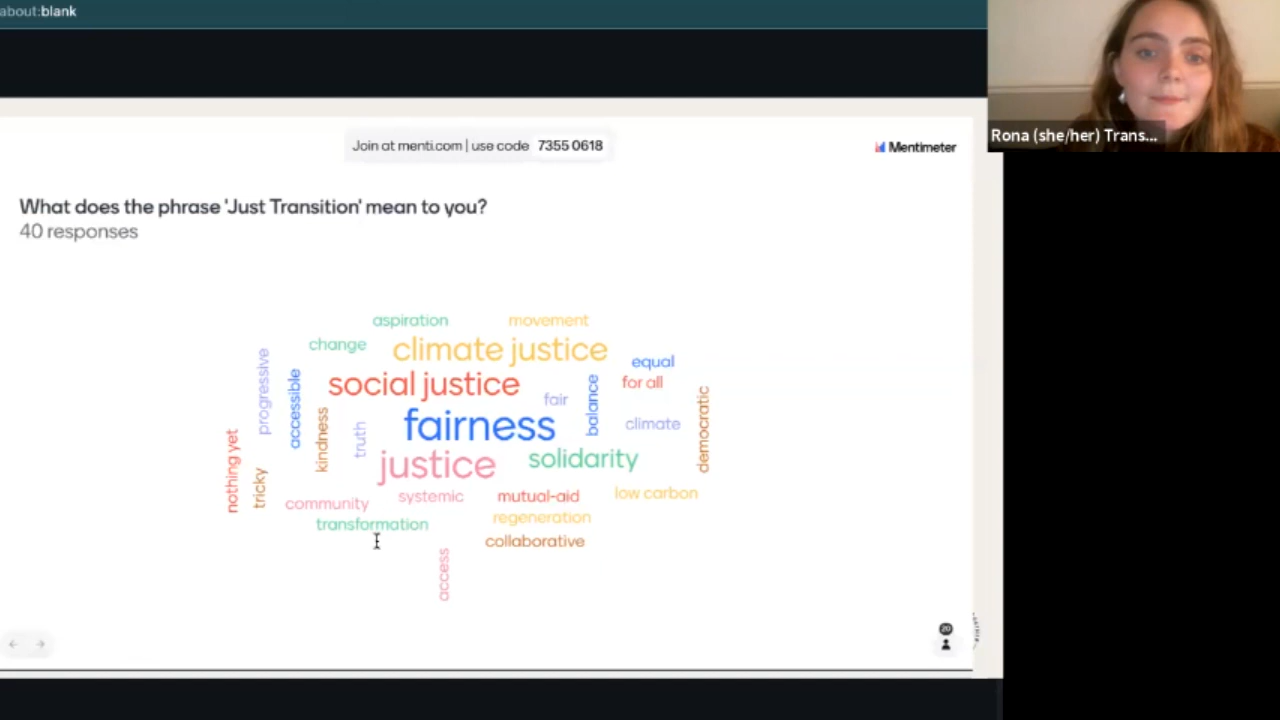 about:blank
Rona (she/her) Trans...
Join at menti.com | use code 7355 0618
Mentimeter
What does the phrase 'Just Transition' mean to you?
40 responses
aspiration
movement
change
climate justice
equal
progressive
accessible
social justice
for all
fair
balance
democratic
kindness
truth
fairness
climate
nothing yet
tricky
justice
solidarity
community
systemic
mutual-aid
low carbon
transformation
regeneration
collaborative
access
20